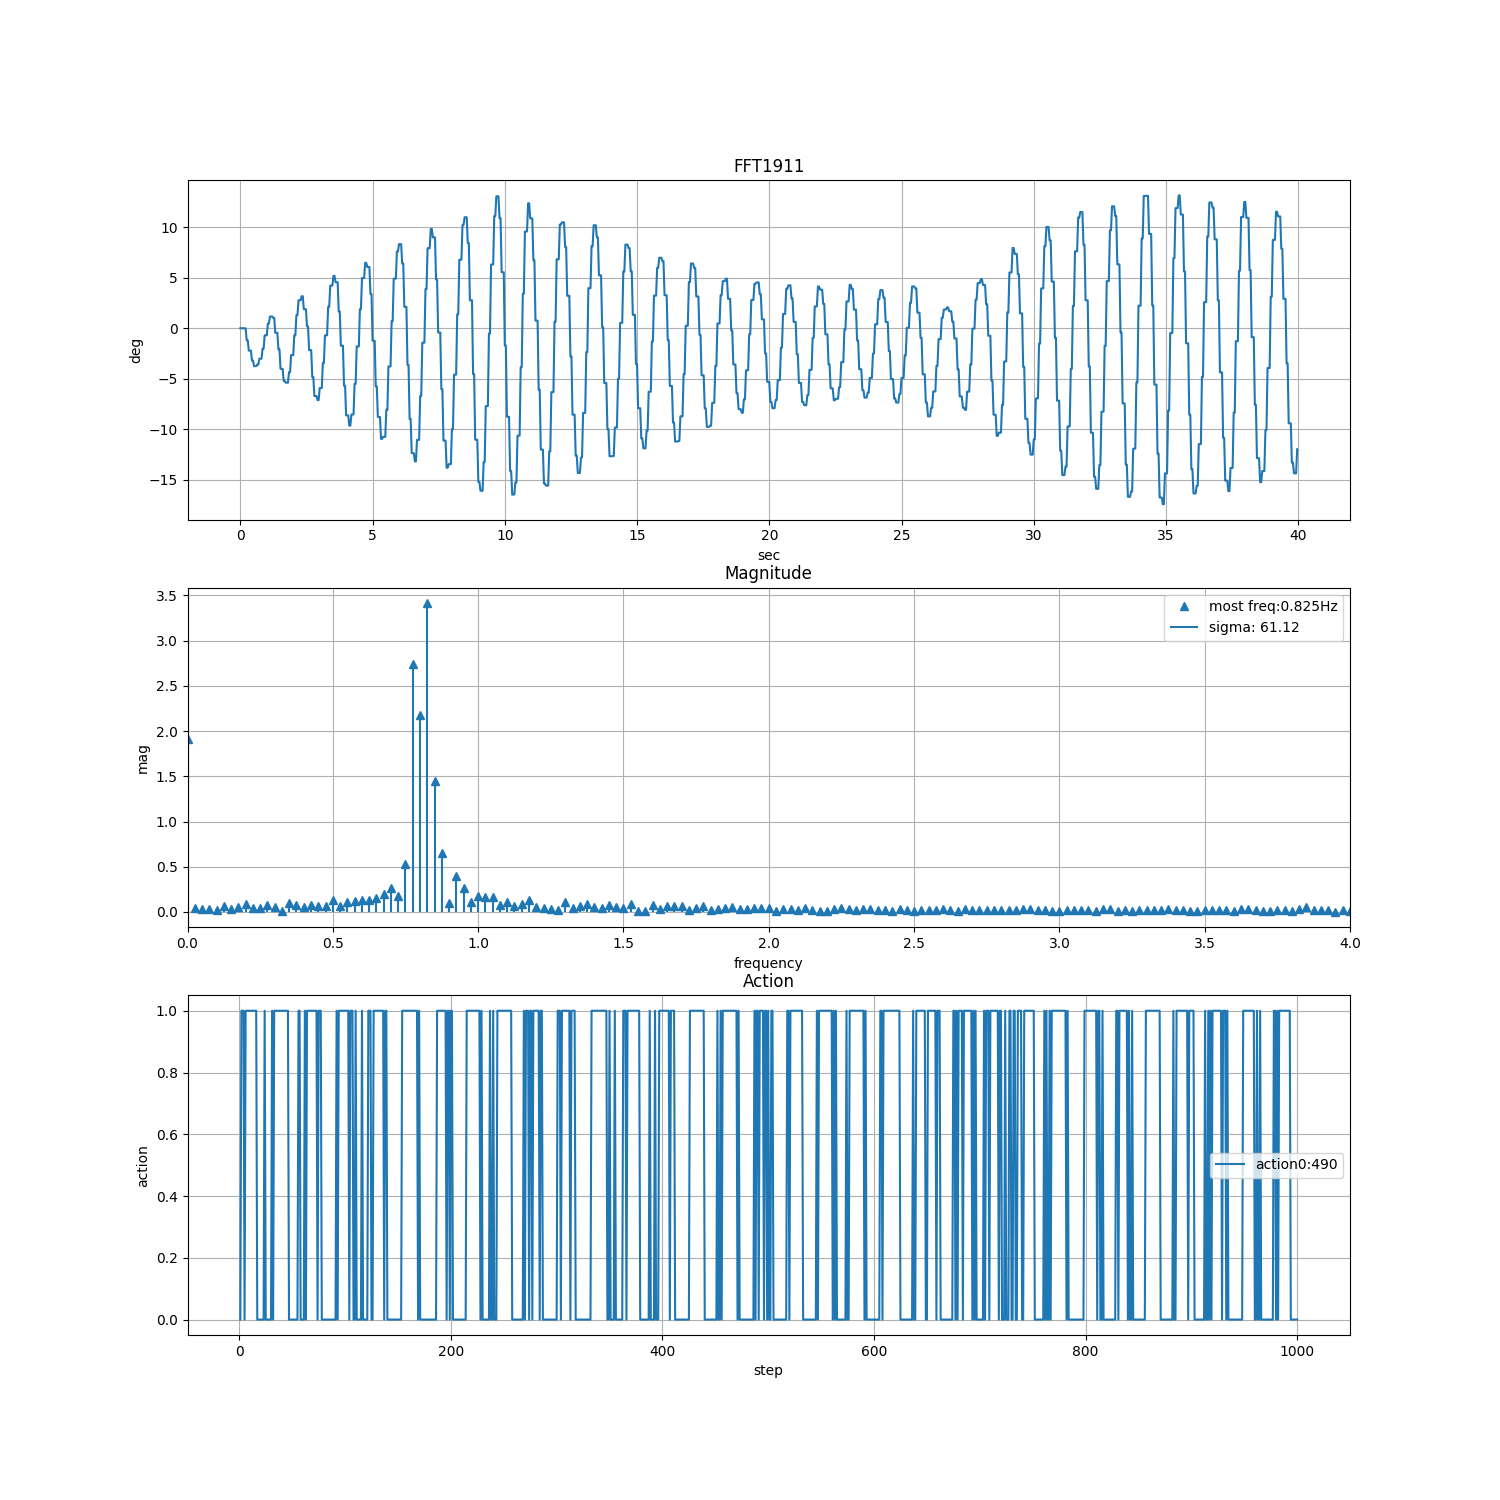 FFT1911
10
5
0
−5
−10
−15
deg
0 5 10 15 20 25 30 35 40
sec
Magnitude
3.5
3.0
2.5
2.0
1.5
1.0
0.5
0.0
mag
most freq:0.825Hz
sigma: 61.12
0.0 0.5 1.0 1.5 2.0 2.5 3.0 3.5 4.0
frequency
Action
1.0
0.8
0.6
0.4
0.2
0.0
action
action0:490
0 200 400 600 800 1000
step